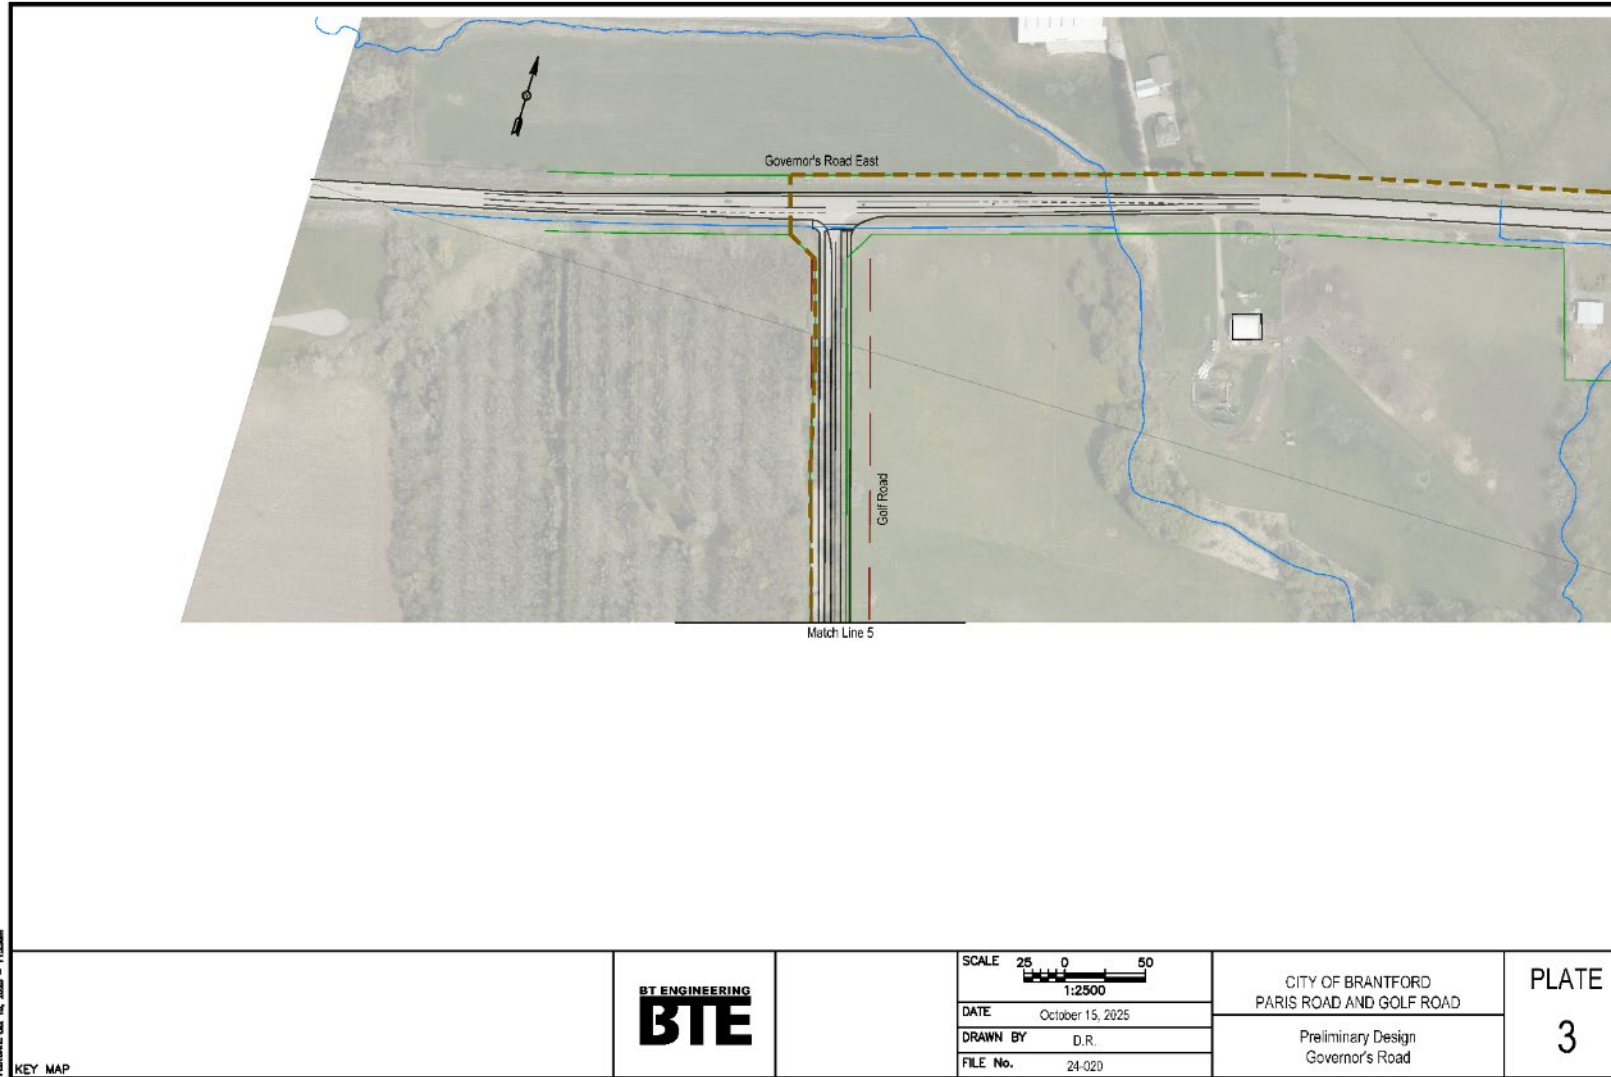 Governor's Road East
Golf Road
Match Line 5
KEY MAP
BT ENGINEERING
BTE
SCALE
25 0 50
1:2500
DATE October 15, 2025
DRAWN BY D.R.
FILE No. 24-020
CITY OF BRANTFORD
PARIS ROAD AND GOLF ROAD
Preliminary Design
Governor's Road
PLATE
3